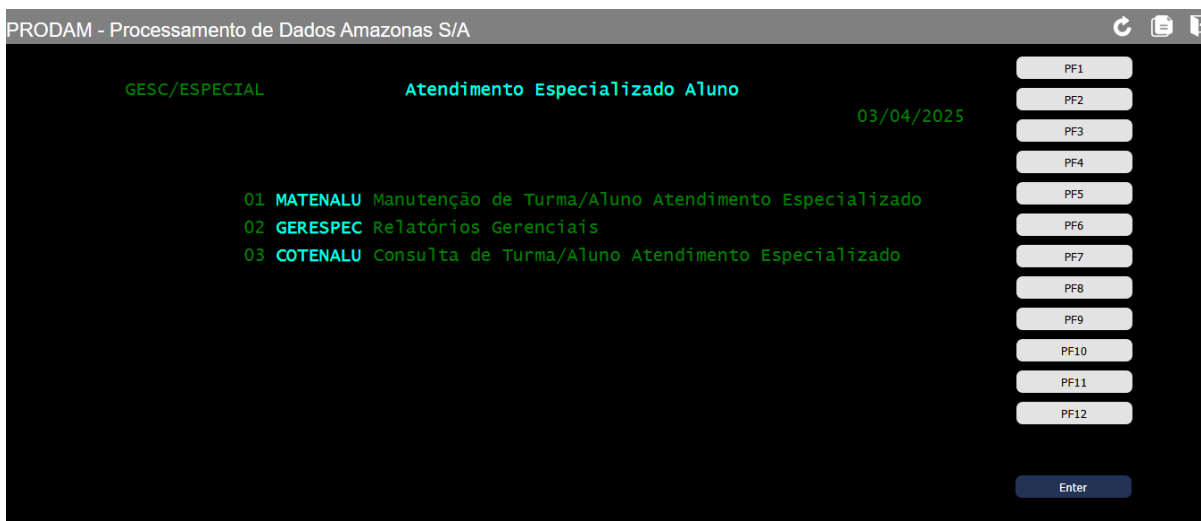 PRODAM - Processamento de Dados Amazonas S/A
GESC/ESPECIAL Atendimento Especializado Aluno
03/04/2025
01 MATENALU Manutenção de Turma/Aluno Atendimento Especializado
02 GERESPEC Relatórios Gerenciais
03 COTENALU Consulta de Turma/Aluno Atendimento Especializado
PF1
PF2
PF3
PF4
PF5
PF6
PF7
PF8
PF9
PF10
PF11
PF12
Enter